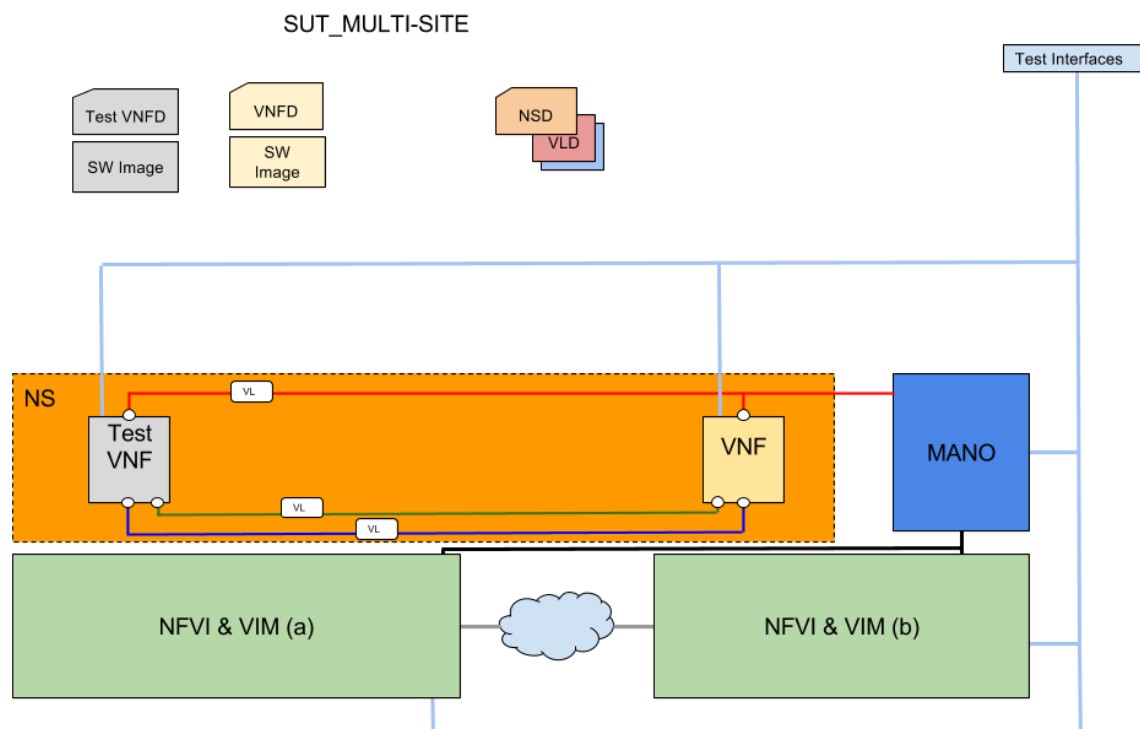 SUT_MULTI-SITE
Test Interfaces
Test VNFD
VNFD
NSD
VLD
SW Image
SW
Image
NS
VL
Test
VNF
VNF
MANO
VL
VL
NFVI & VIM (a)
NFVI & VIM (b)